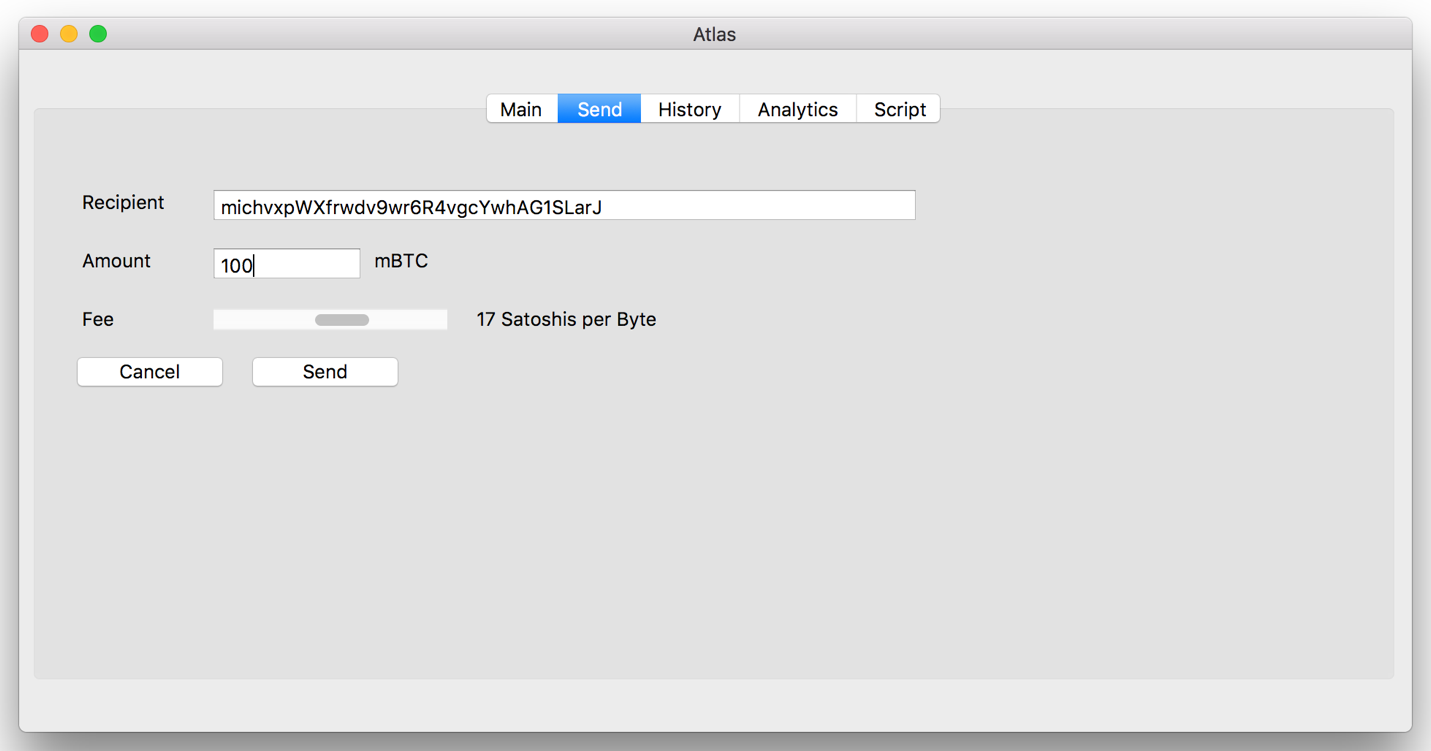 Atlas
Main Send History Analytics Script
Recipient michvxpWXfrwdv9wr6R4vgcYwhAG1SLarJ
Amount 100 mBTC
Fee 17 Satoshis per Byte
Cancel Send